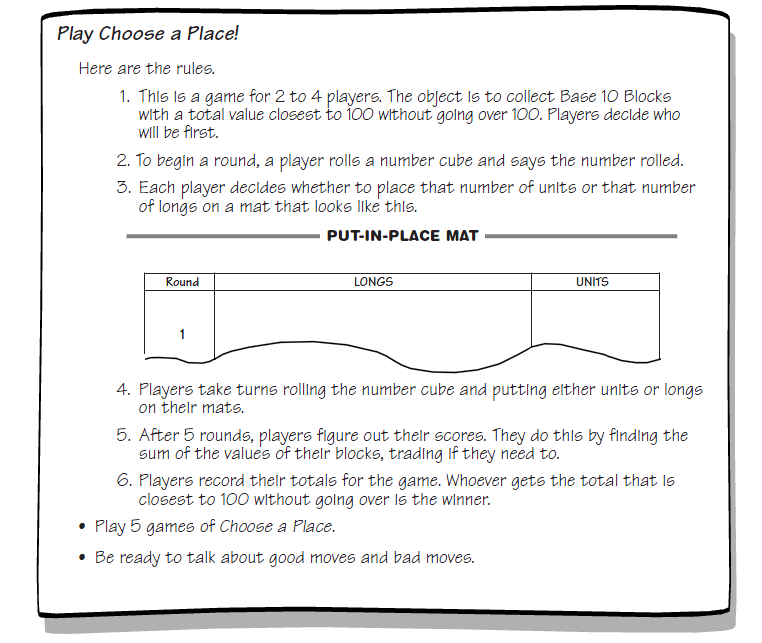 Play Choose a Place!
Here are the rules.
1. This is a game for 2 to 4 players. The object is to collect Base 10 Blocks
with a total value closest to 100 without going over 100. Players decide who
will be first.
2. To begin a round, a player rolls a number cube and says the number rolled.
3. Each player decides whether to place that number of units or that number
of longs on a mat that looks like this.
PUT-IN-PLACE MAT
Round LONGS UNITS
1
4. Players take turns rolling the number cube and putting either units or longs
on their mats.
5. After 5 rounds, players figure out their scores. They do this by finding the
sum of the values of their blocks, trading if they need to.
6. Players record their totals for the game. Whoever gets the total that is
closest to 100 without going over is the winner.
• Play 5 games of Choose a Place.
• Be ready to talk about good moves and bad moves.